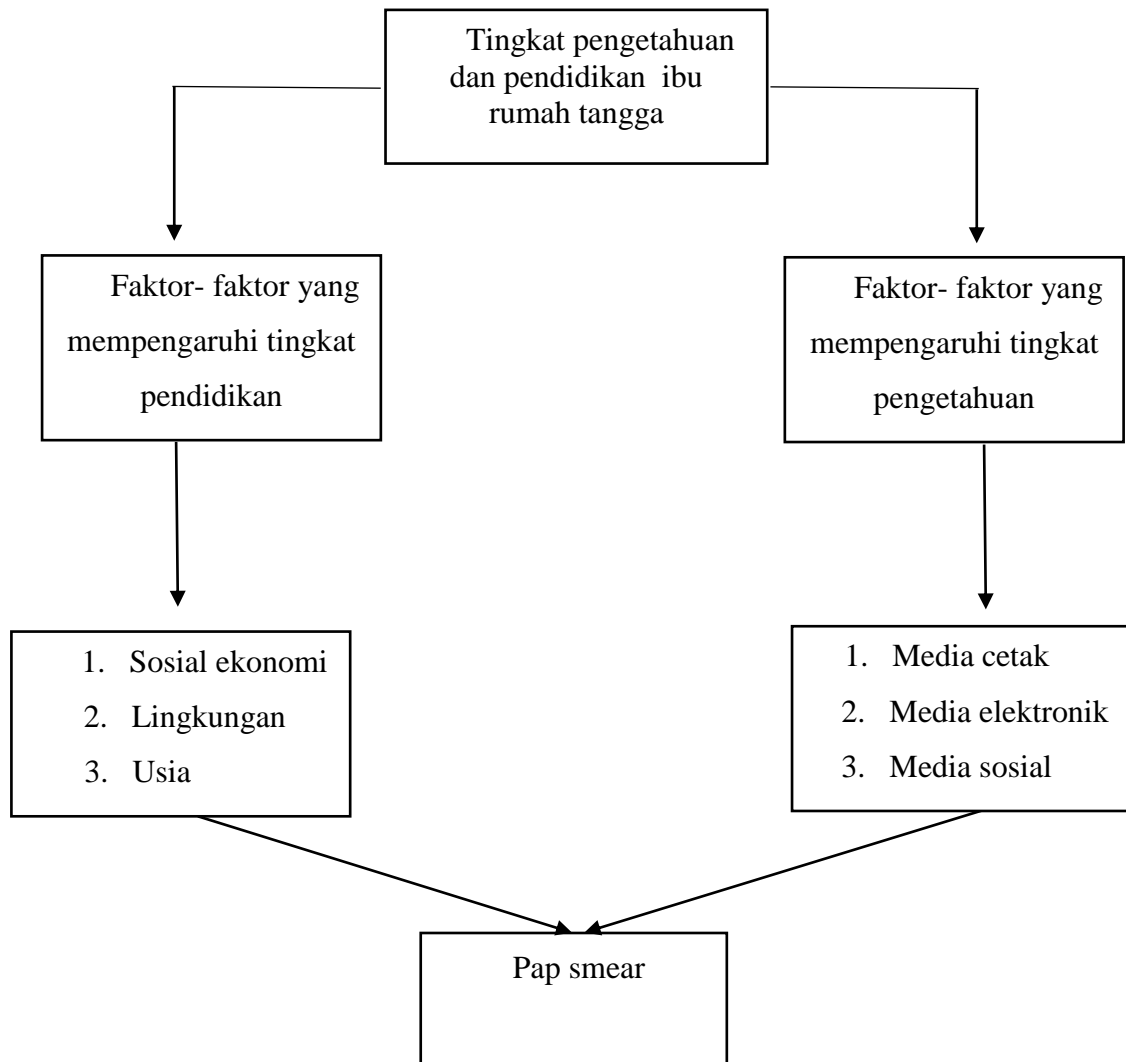 Tingkat pengetahuan
dan pendidikan ibu
rumah tangga
Faktor- faktor yang
mempengaruhi tingkat
pendidikan
Faktor- faktor yang
mempengaruhi tingkat
pengetahuan
1. Sosial ekonomi
2. Lingkungan
3. Usia
1. Media cetak
2. Media elektronik
3. Media sosial
Pap smear